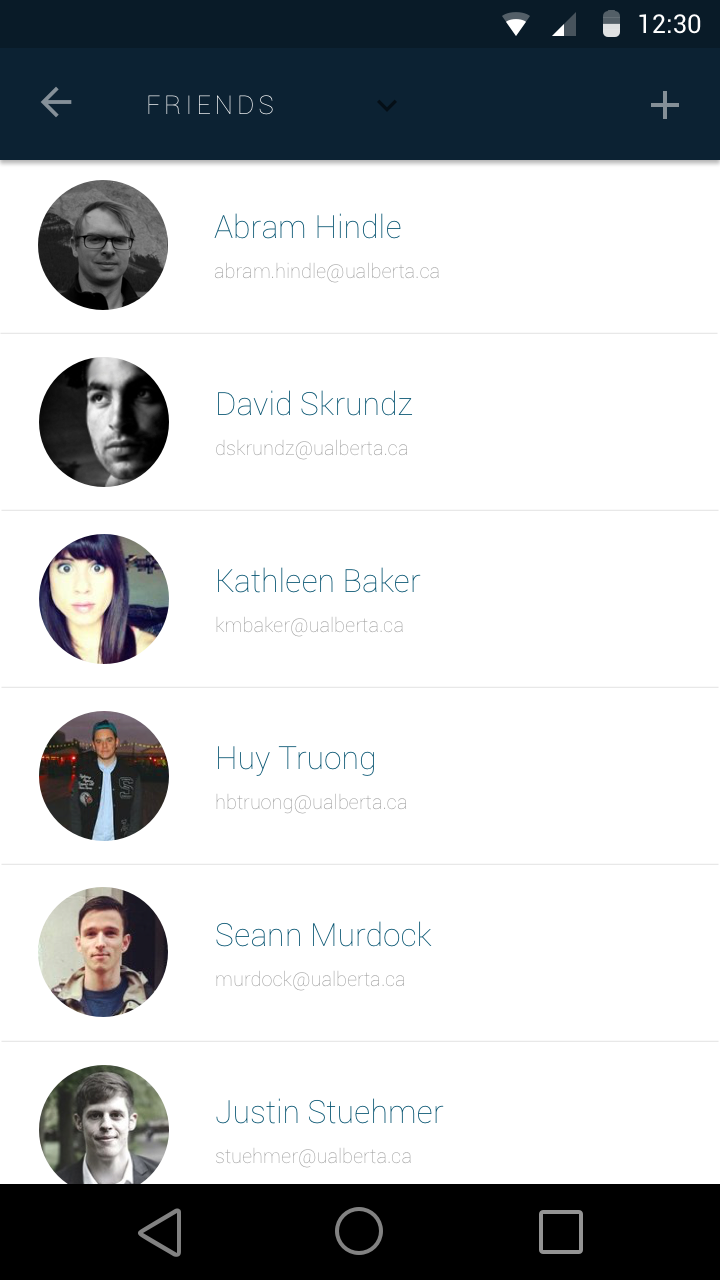 12:30
FRIENDS
Abram Hindle
abram.hindle@ualberta.ca
David Skrundz
dskrundz@ualberta.ca
Kathleen Baker
kmbaker@ualberta.ca
Huy Truong
hbtruong@ualberta.ca
Seann Murdock
murdock@ualberta.ca
Justin Stuehmer
stuehmer@ualberta.ca